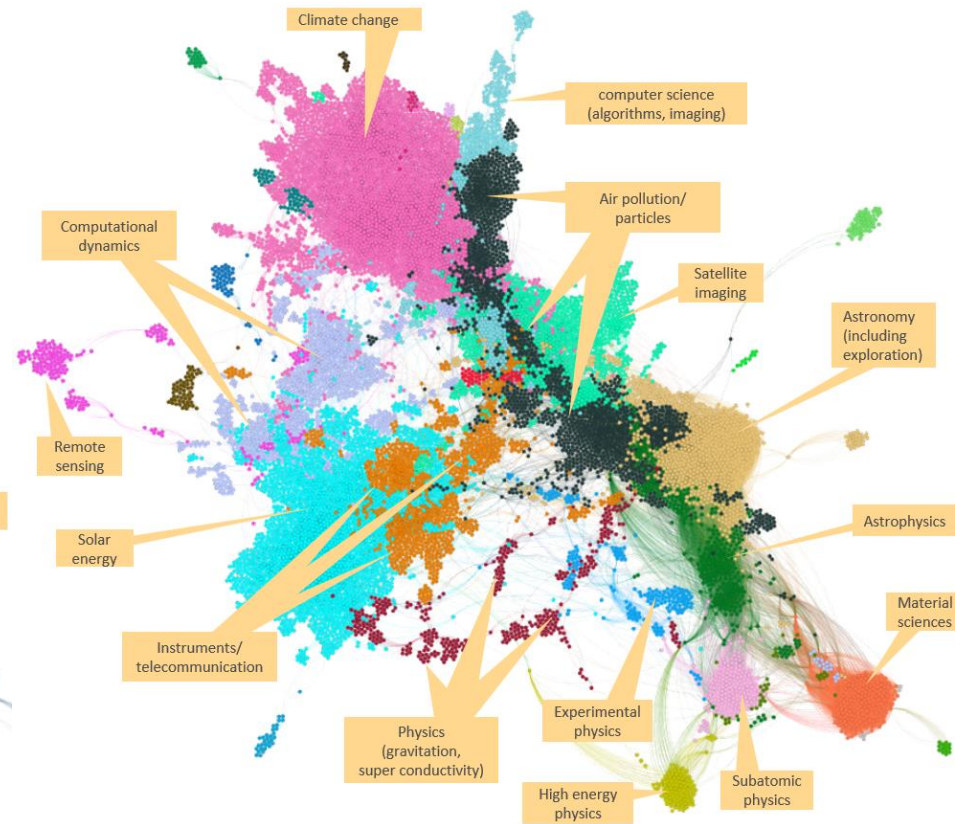 Climate change
computer science
(algorithms, imaging)
Air pollution/
particles
Computational
dynamics
Satellite
imaging
Astronomy
(including
exploration)
Remote
sensing
Solar
energy
Astrophysics
Material
sciences
Instruments/
telecommunication
Physics
(gravitation,
super conductivity)
Experimental
physics
High energy
physics
Subatomic
physics